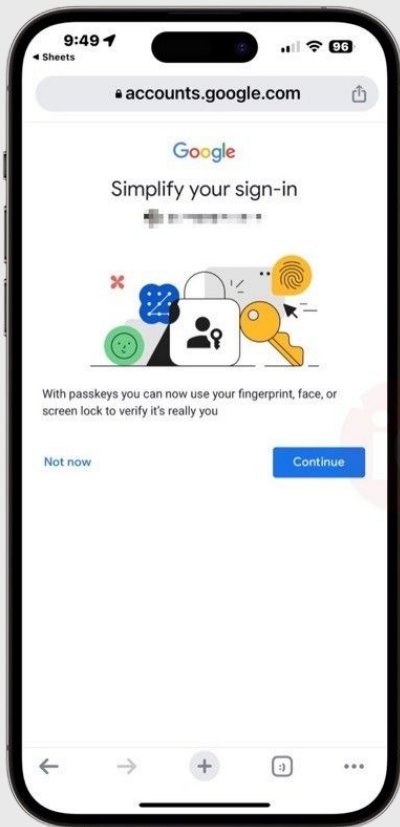 9:49
96
◀ Sheets
accounts.google.com
Google
Simplify your sign-in
With passkeys you can now use your fingerprint, face, or
screen lock to verify it's really you
Not now
Continue
:)